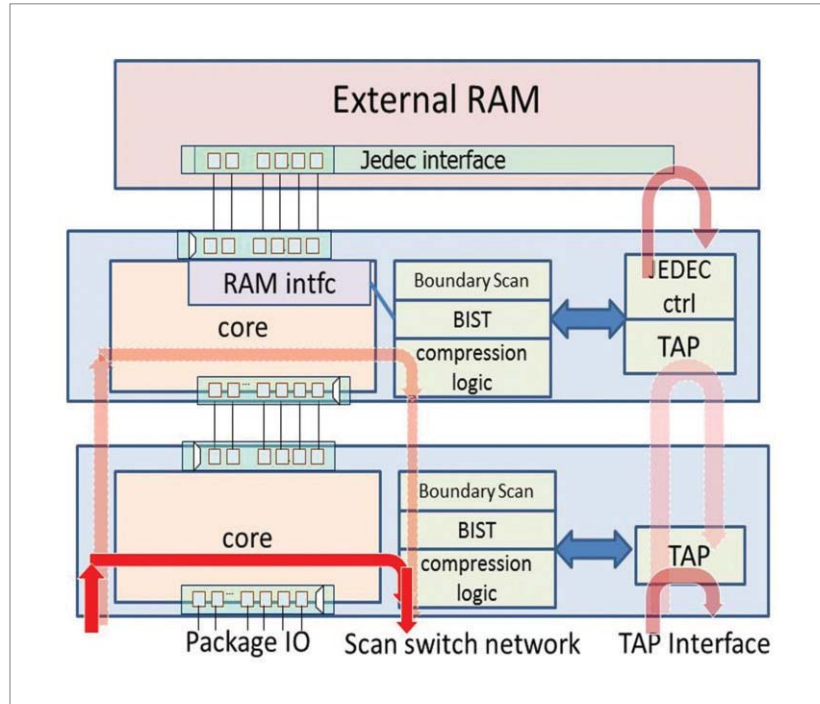 External RAM
Jedec interface
RAM intfc
core
Boundary Scan
BIST
compression
logic
JEDEC
ctrl
TAP
core
Boundary Scan
BIST
compression
logic
TAP
Package IO
Scan switch network
TAP Interface